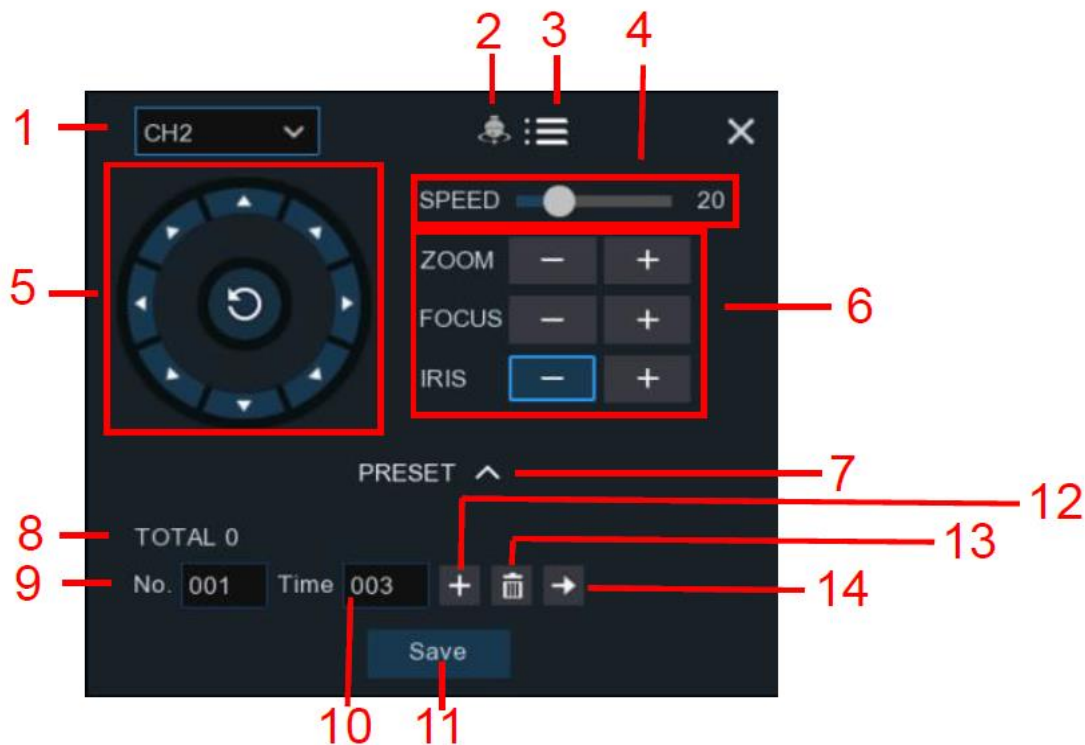 2 3 4
1 CH2
SPEED 20
5 ZOOM - + 6
FOCUS - +
IRIS - +
PRESET 7
12
8 TOTAL 0
13
9 No. 001 Time 003 + 14
Save
10 11